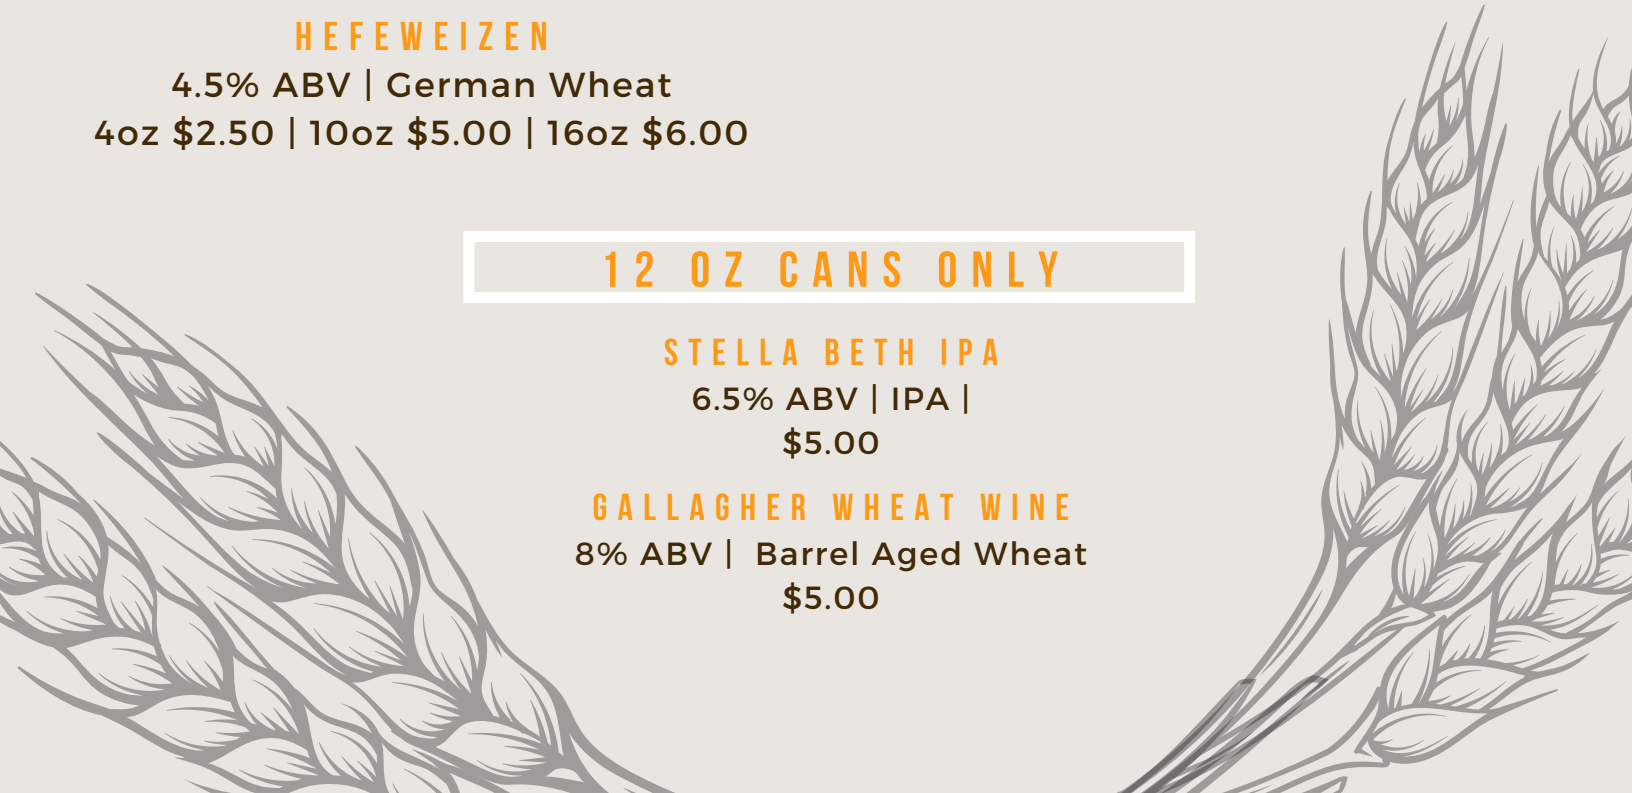 HEFEWEIZEN
4.5% ABV | German Wheat
4oz $2.50 | 10oz $5.00 | 16oz $6.00
12 OZ CANS ONLY
STELLA BETH IPA
6.5% ABV | IPA |
$5.00
GALLAGHER WHEAT WINE
8% ABV | Barrel Aged Wheat
$5.00